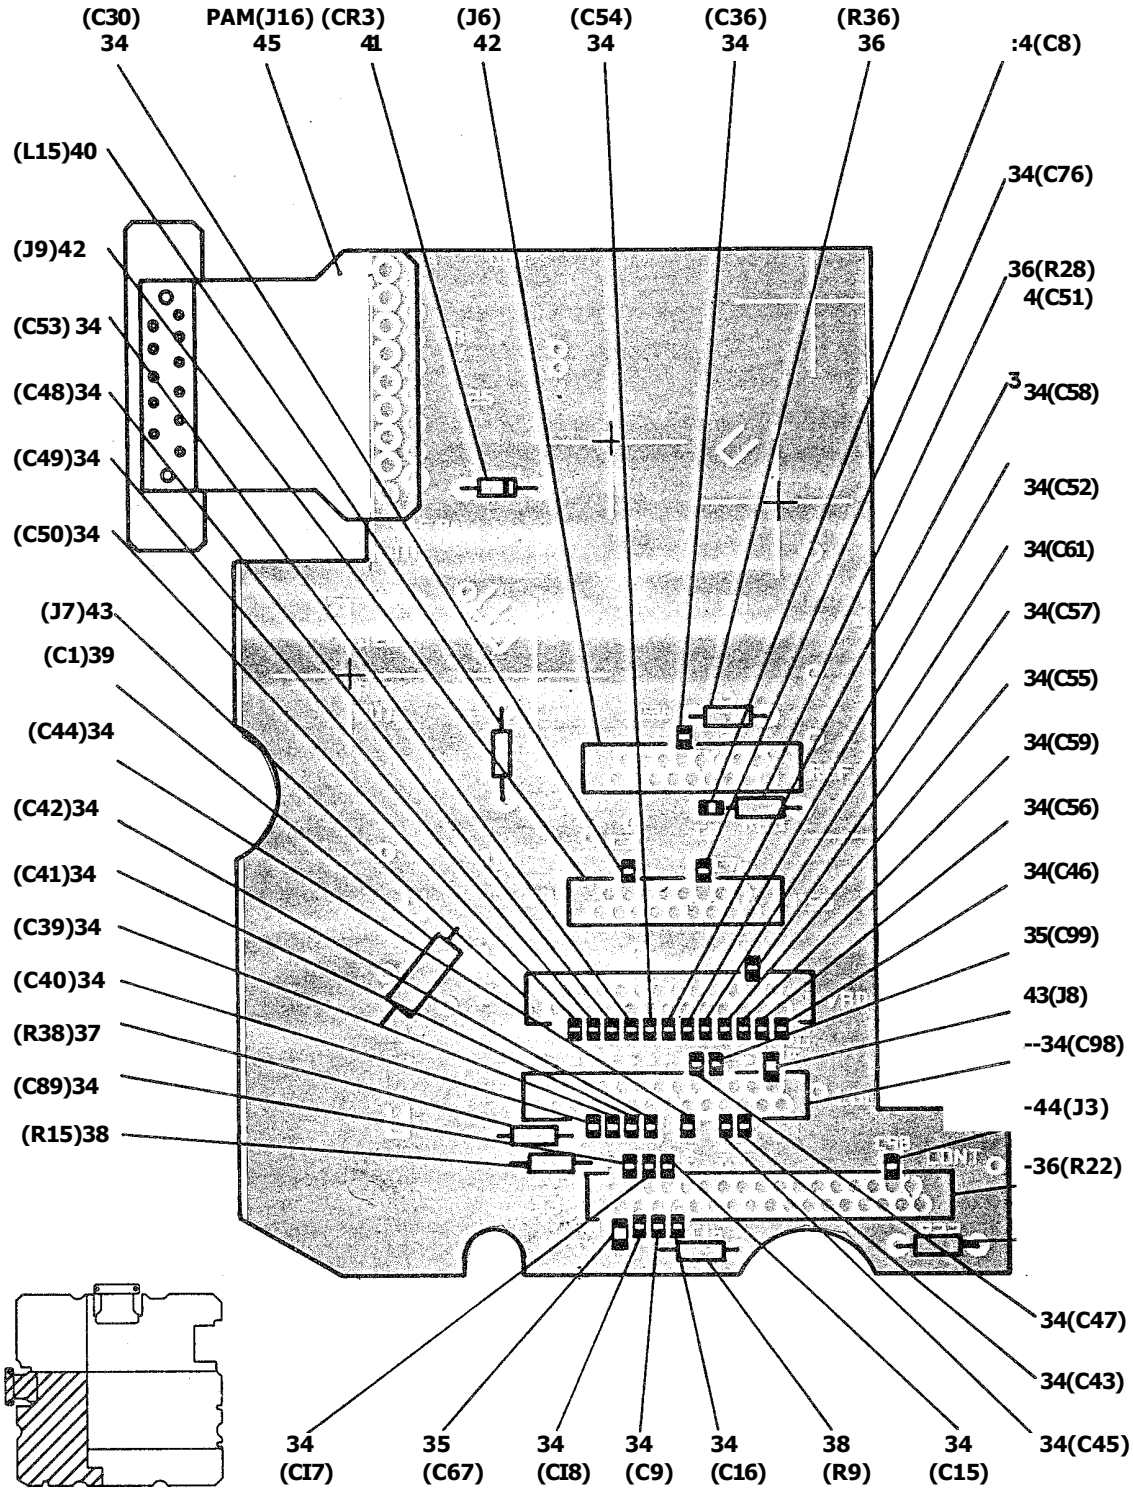 (C30) PAM(J16) (CR3) (J6) (C54) (C36) (R36)
34 45 41 42 34 34 36 :4(C8)
(L15)40
34(C76)
(J9)42
36(R28)
4(C51)
(C53) 34
3
34(C58)
(C48)34
(C49)34
34(C52)
(C50)34
34(C61)
(J7)43
34(C57)
(C1)39
34(C55)
(C44)34
34(C59)
(C42)34
34(C56)
(C41)34
34(C46)
(C39)34
35(C99)
(C40)34
43(J8)
(R38)37
--34(C98)
(C89)34
-44(J3)
(R15)38
CONT
-36(R22)
34(C47)
34(C43)
34 35 34 34 34 38 34 34(C45)
(CI7) (C67) (CI8) (C9) (C16) (R9) (C15)